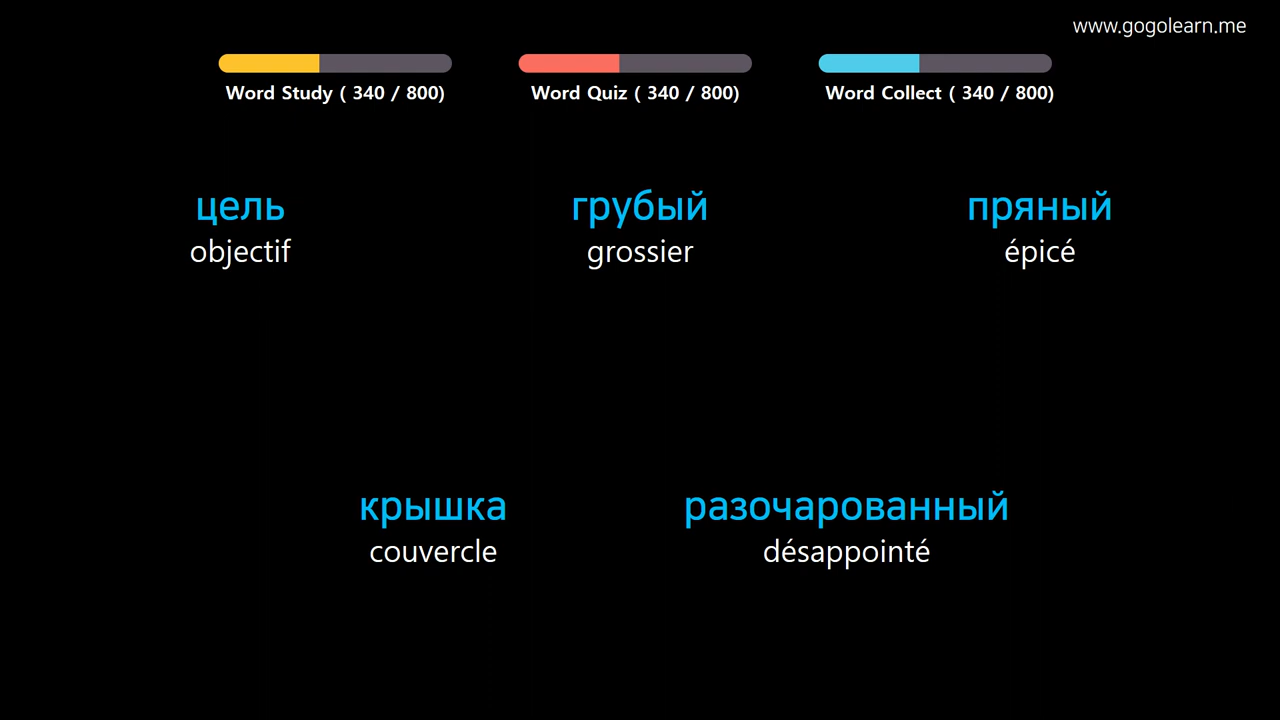 www.gogolearn.me
Word Study ( 340 / 800)
Word Quiz ( 340 / 800)
Word Collect ( 340 / 800)
цель
objectif
грубый
grossier
пряный
épicé
крышка
couvercle
разочарованный
désappointé